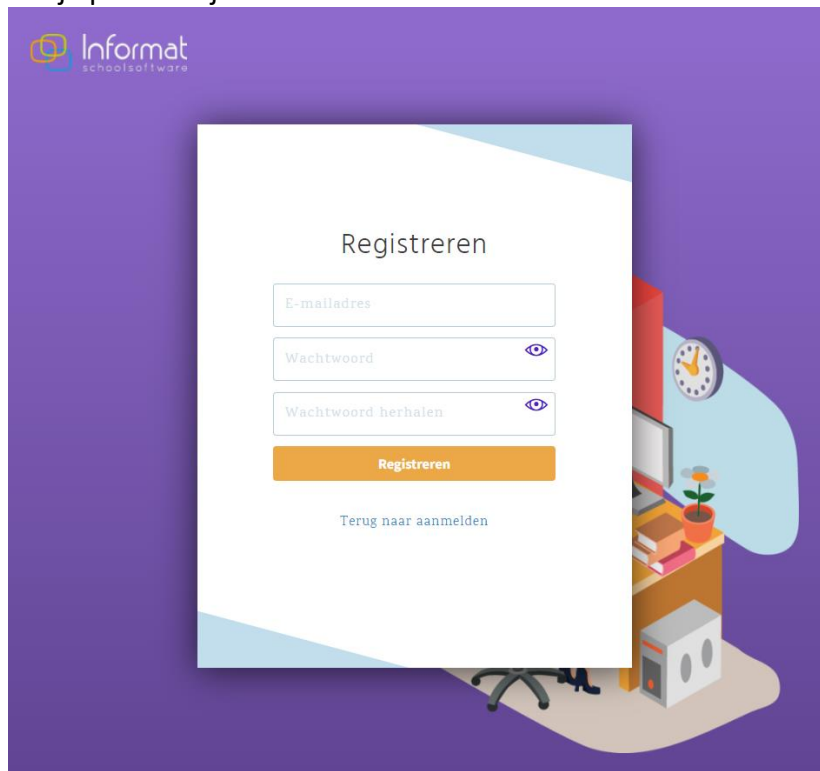 Informat
schoolsoftware
Registreren
E-mailadres
Wachtwoord
Wachtwoord herhalen
Registreren
Terug naar aanmelden